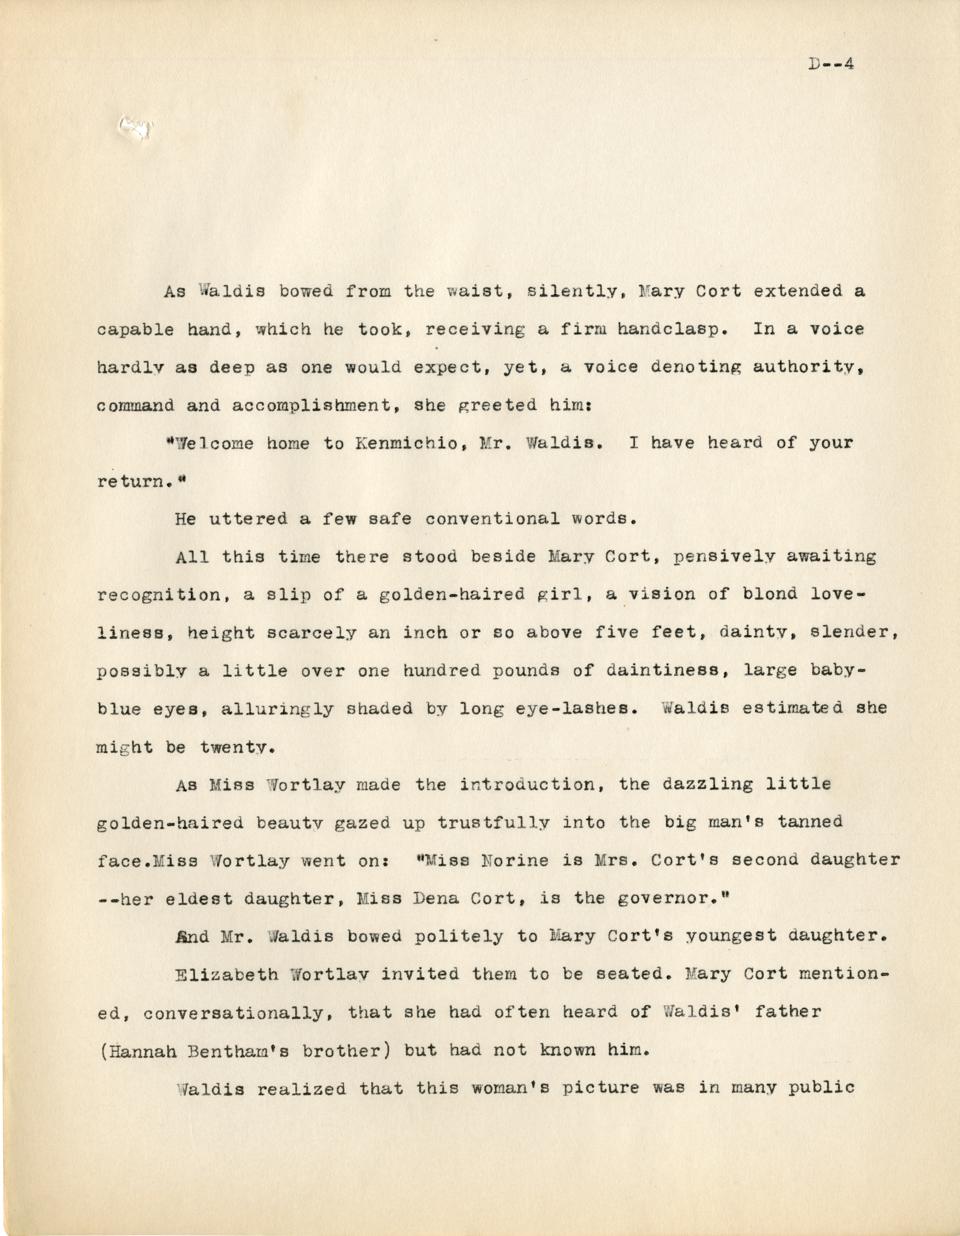 D--4
As Waldis bowed from the waist, silently, Mary Cort extended a
capable hand, which he took, receiving a firm handclasp.  In a voice
hardly as deep as one would expect, yet, a voice denoting authority,
command and accomplishment, she greeted him:
"Welcome home to Kenmichio, Mr. Waldis.  I have heard of your
return."
He uttered a few safe conventional words.
All this time there stood beside Mary Cort, pensively awaiting
recognition, a slip of a golden-haired girl, a vision of blond love-
liness, height scarcely an inch or so above five feet, dainty, slender,
possibly a little over one hundred pounds of daintiness, large baby-
blue eyes, alluringly shaded by long eye-lashes.  Waldis estimated she
might be twenty.
As Miss Wortlay made the introduction, the dazzling little
golden-haired beauty gazed up trustfully into the big man's tanned
face.Miss Wortlay went on:  "Miss Norine is Mrs. Cort's second daughter
--her eldest daughter, Miss Dena Cort, is the governor."
And Mr. Waldis bowed politely to Mary Cort's youngest daughter.
Elizabeth Wortlay invited them to be seated. Mary Cort mention-
ed, conversationally, that she had often heard of Waldis' father
(Hannah Bentham's brother) but had not known him.
Waldis realized that this woman's picture was in many public